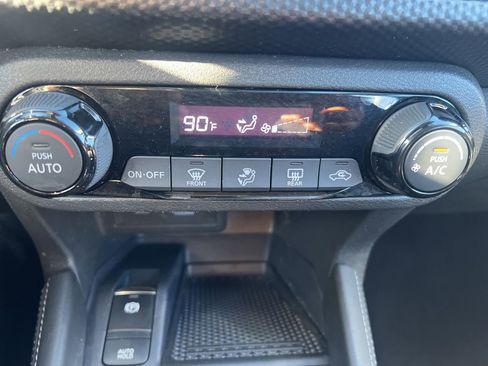 90°F
PUSH
AUTO
ON·OFF
FRONT
REAR
PUSH
A/C
AUTO
HOLD